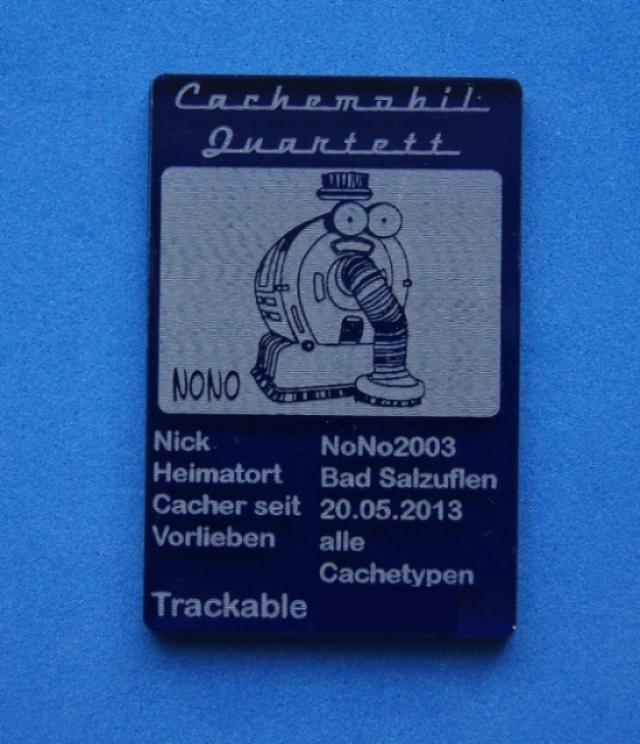 Cachemobil
Quartett
NONO
Nick NoNo2003
Heimatort Bad Salzuflen
Cacher seit 20.05.2013
Vorlieben alle
Cachetypen
Trackable